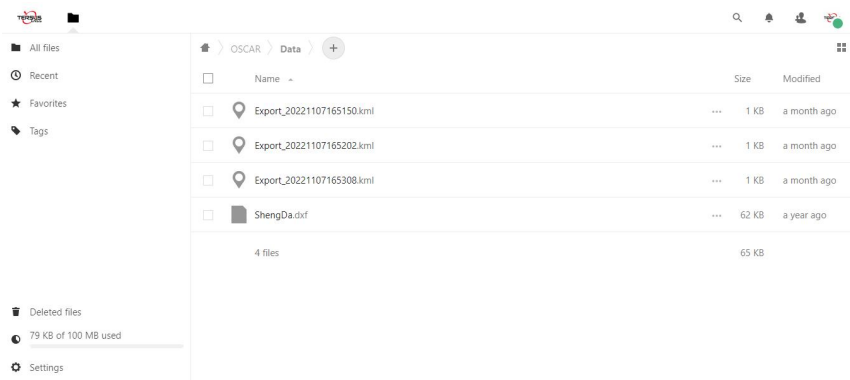 TERSUS
All files
Recent
Favorites
Tags
Deleted files
79 KB of 100 MB used
Settings
OSCAR Data +
Name Size Modified
Export_20221107165150.kml ... 1 KB a month ago
Export_20221107165202.kml ... 1 KB a month ago
Export_20221107165308.kml ... 1 KB a month ago
ShengDa.dxf ... 62 KB a year ago
4 files 65 KB